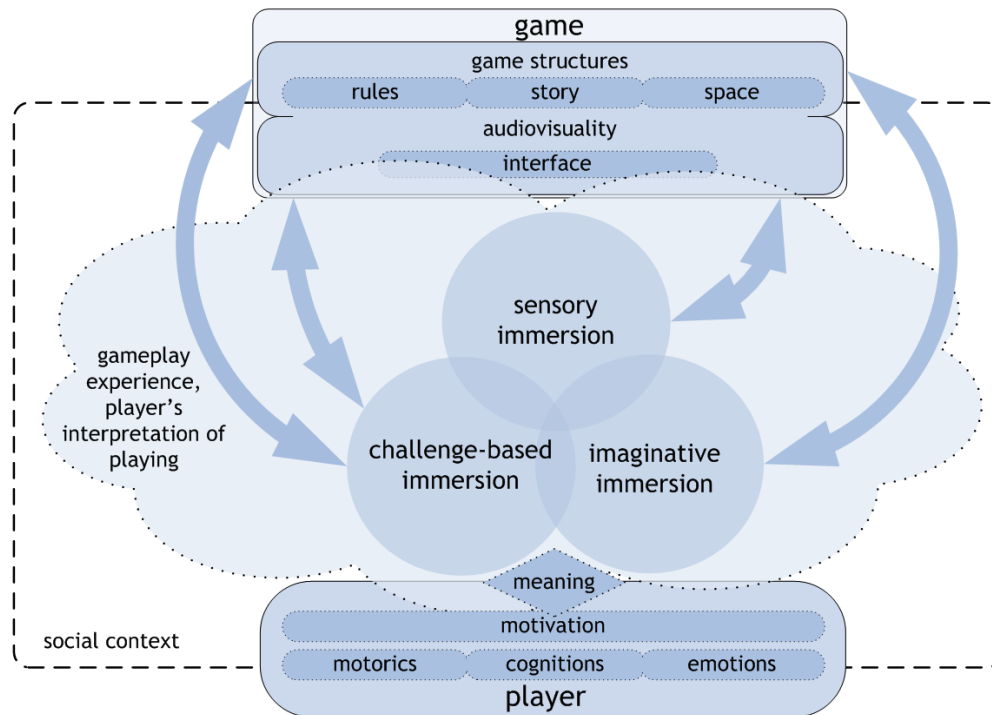 game
game structures
rules
story
space
audiovisuality
interface
sensory
immersion
gameplay
experience,
player's
interpretation of
playing
challenge-based
immersion
imaginative
immersion
meaning
social context
motivation
motorics
cognitions
emotions
player